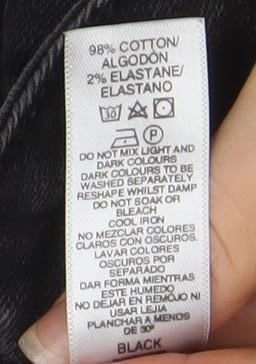 98% COTTON/
ALGODÓN
2% ELASTANE/
ELASTANO
30
P
DO NOT MIX LIGHT AND
DARK COLOURS
DARK COLOURS TO BE
WASHED SEPARATELY
RESHAPE WHILST DAMP
DO NOT SOAK OR
BLEACH
COOL IRON
NO MEZCLAR COLORES
CLAROS CON OSCUROS.
LAVAR COLORES
OSCUROS POR
SEPARADO
DAR FORMA MIENTRAS
ESTE HUMEDO
NO DEJAR EN REMOJO NI
USAR LEJIA
PLANCHAR A MENOS
DE 30º
BLACK